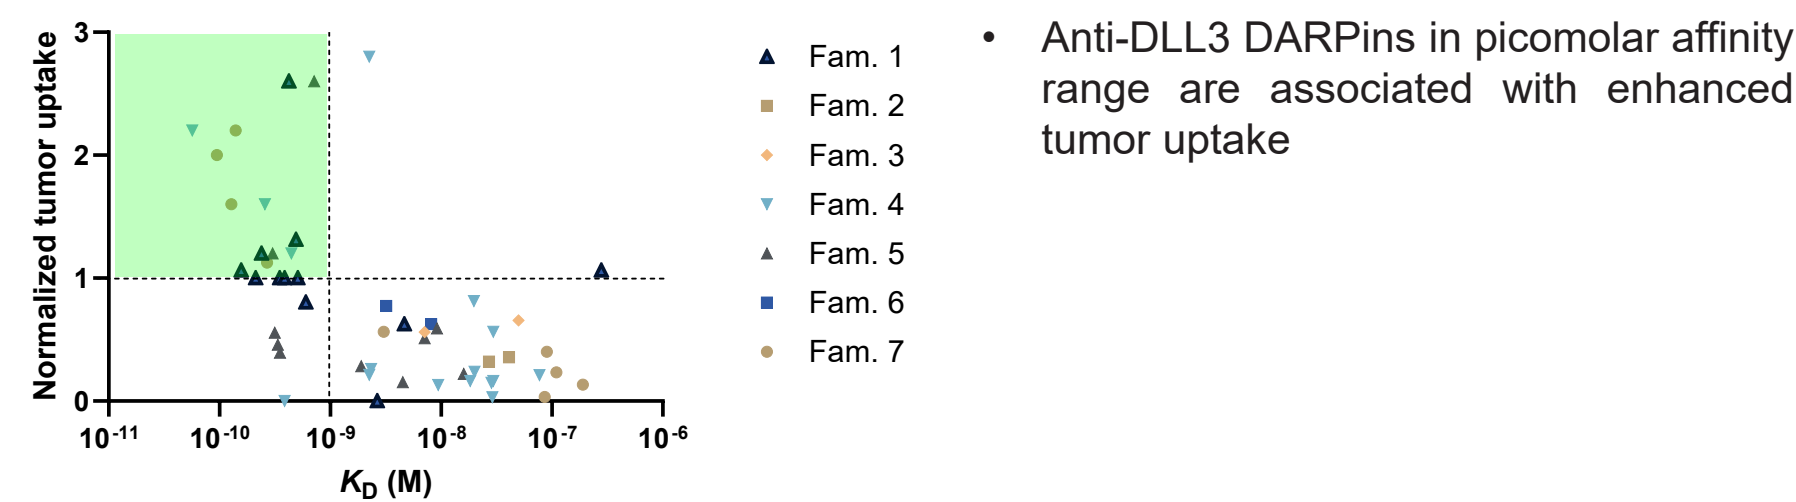 Normalized tumor uptake
3
2
1
0
10-11
10-10
10-9
10-8
10-7
10-6
KD (M)
Fam. 1
Fam. 2
Fam. 3
Fam. 4
Fam. 5
Fam. 6
Fam. 7
• Anti-DLL3 DARPins in picomolar affinity
range are associated with enhanced
tumor uptake